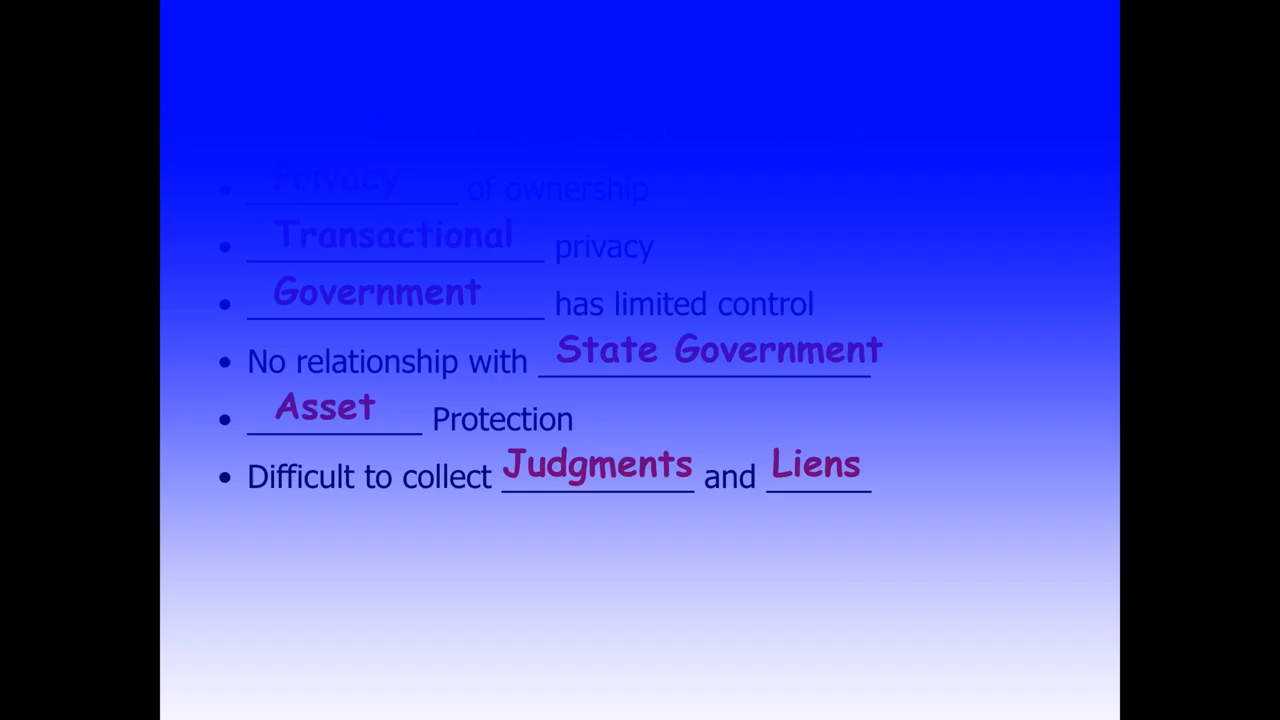 • Privacy of ownership
• Transactional privacy
• Government has limited control
• No relationship with State Government
• Asset Protection
• Difficult to collect Judgments and Liens